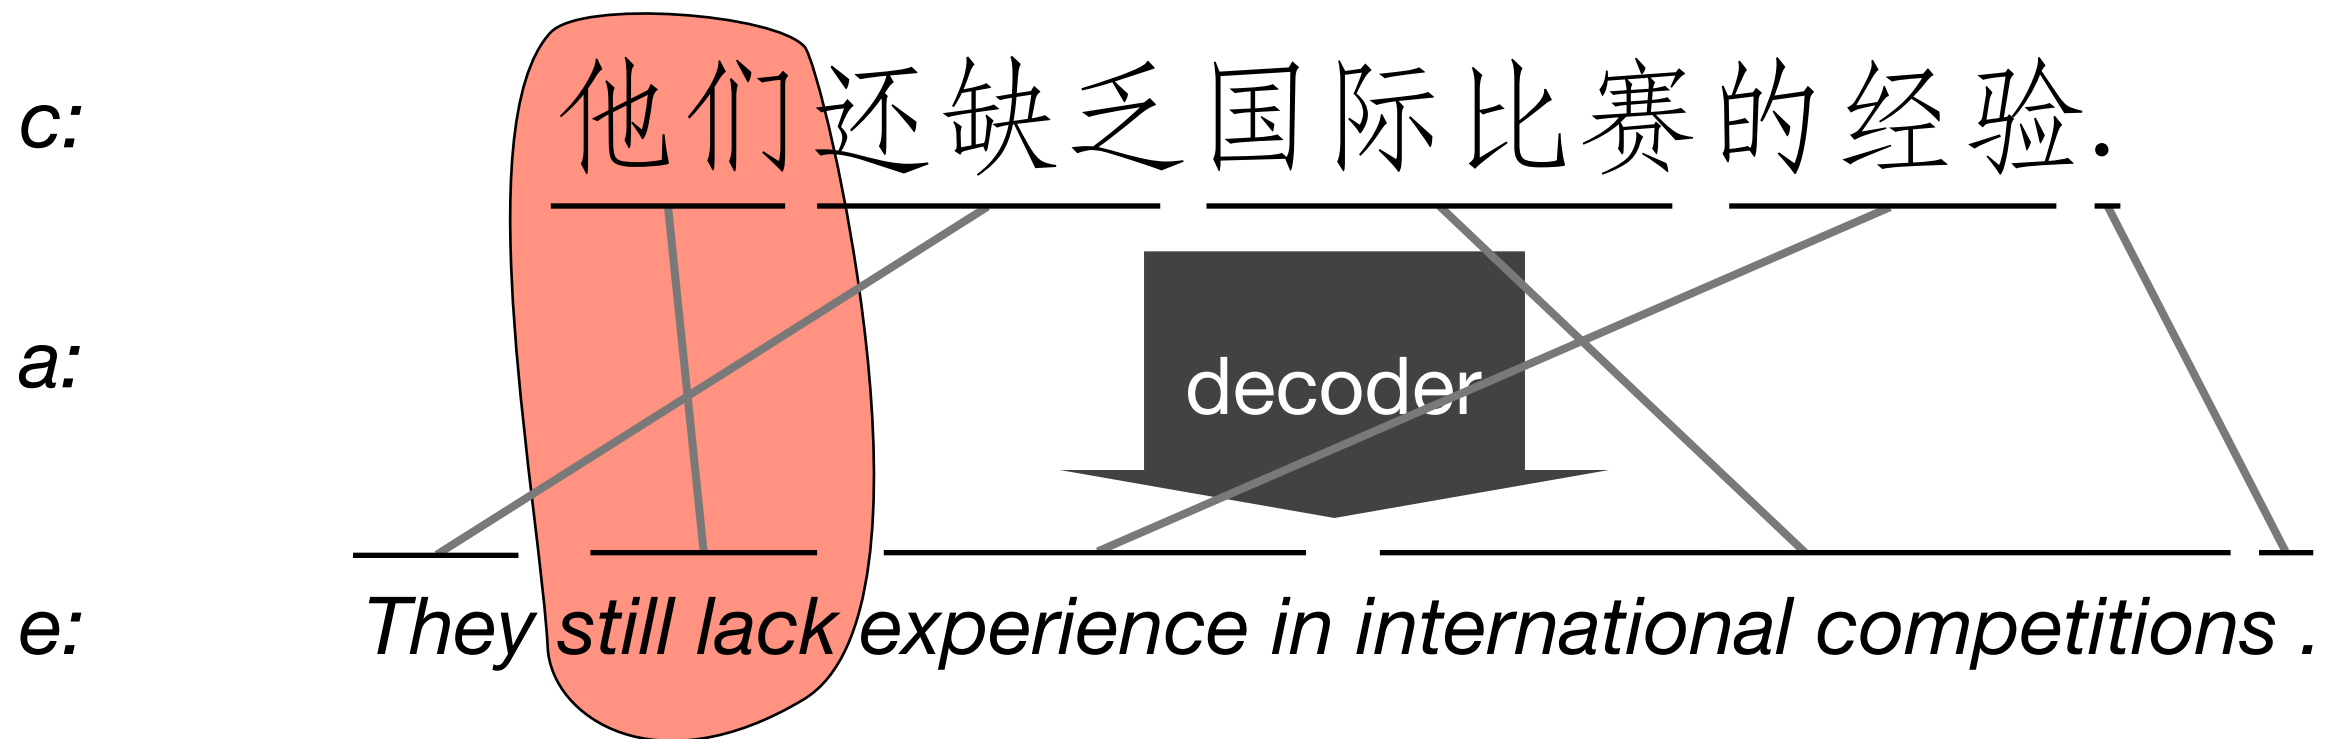 c: 他们还缺乏国际比赛的经验.
a:
decoder
e: They still lack experience in international competitions .